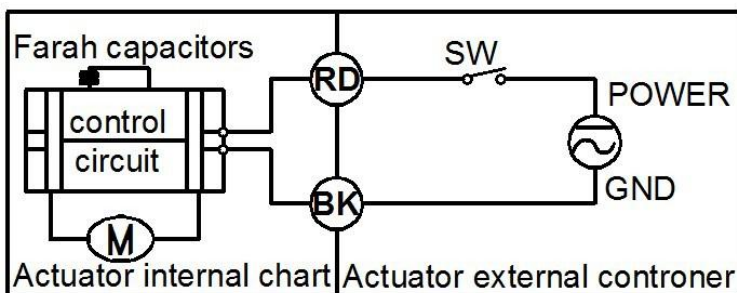 Farah capacitors
control
circuit
M
RD
BK
SW
POWER
GND
Actuator internal chart
Actuator external controner